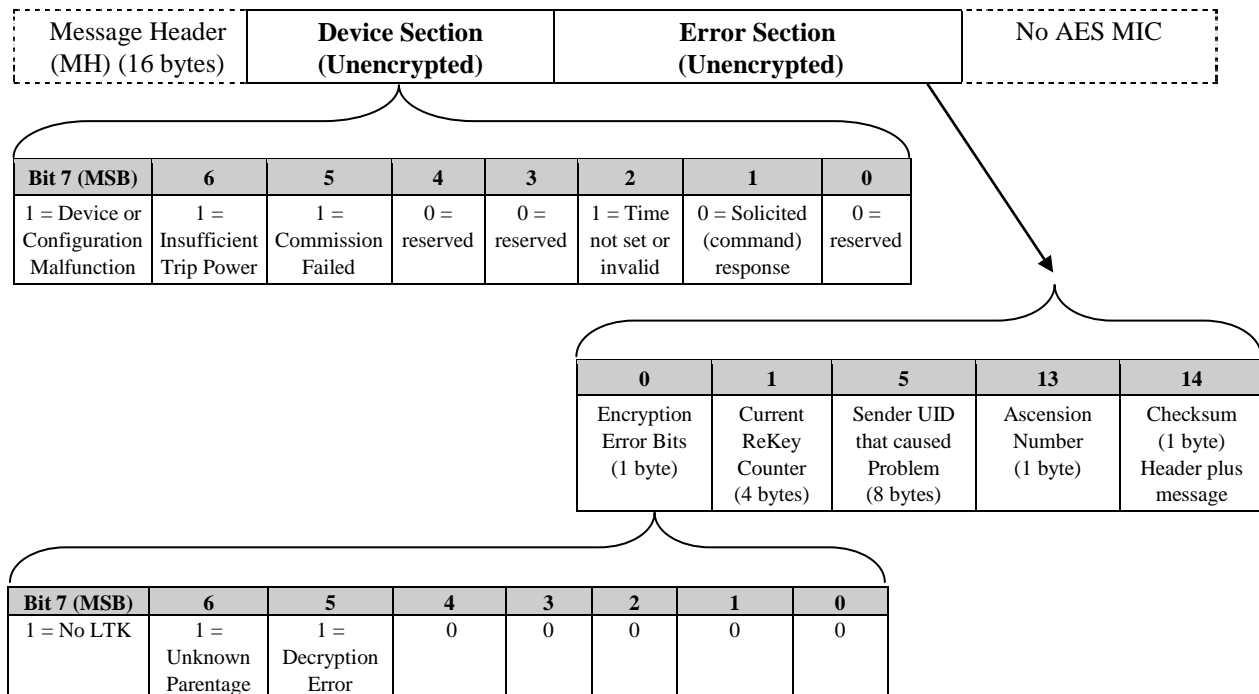 Message Header
(MH) (16 bytes)
Device Section
(Unencrypted)
Error Section
(Unencrypted)
No AES MIC
Bit 7 (MSB) 6 5 4 3 2 1 0
1 = Device or
Configuration
Malfunction
1 =
Insufficient
Trip Power
1 =
Commission
Failed
0 =
reserved
0 =
reserved
1 = Time
not set or
invalid
0 = Solicited
(command)
response
0 =
reserved
0 1 5 13 14
Encryption
Error Bits
(1 byte)
Current
ReKey
Counter
(4 bytes)
Sender UID
that caused
Problem
(8 bytes)
Ascension
Number
(1 byte)
Checksum
(1 byte)
Header plus
message
Bit 7 (MSB) 6 5 4 3 2 1 0
1 = No LTK
1 =
Unknown
Parentage
1 =
Decryption
Error
0 0 0 0 0